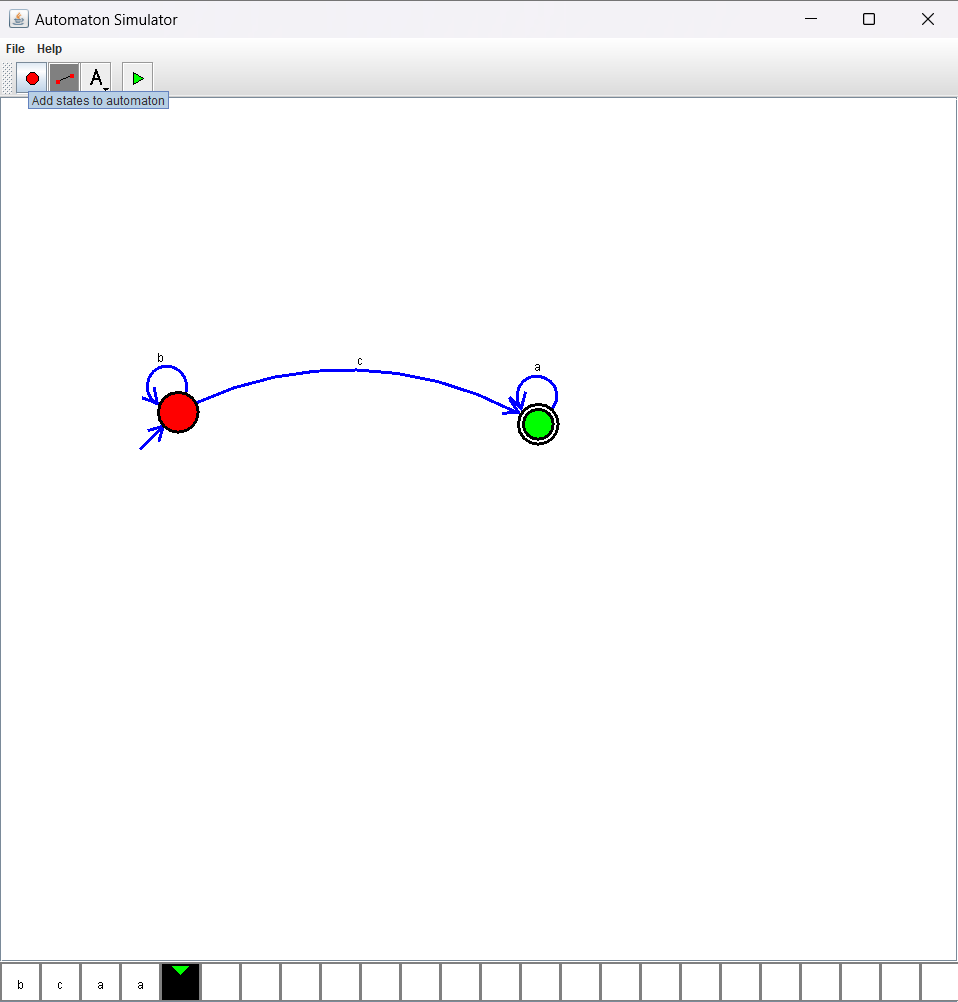 Automaton Simulator
File Help
A
Add states to automaton
b
c
a
b c a a